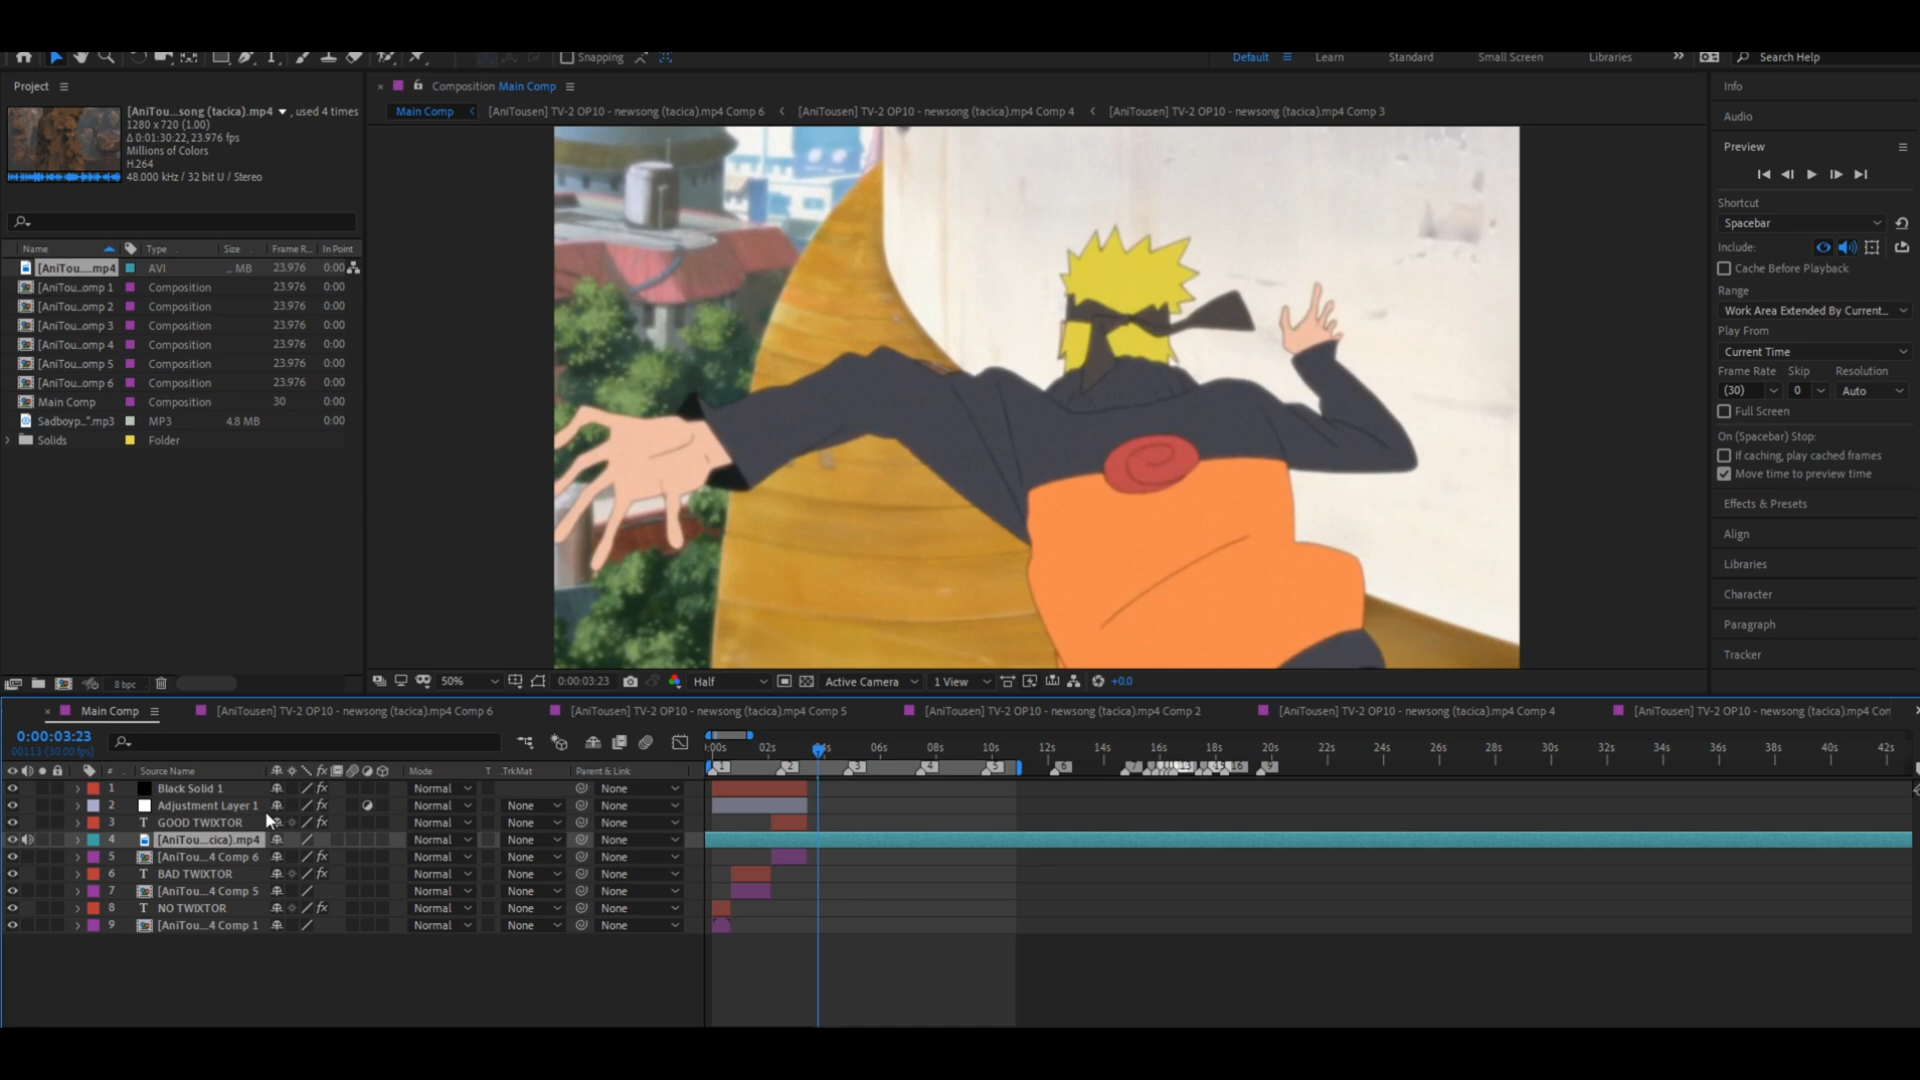 Snapping
Default
Learn
Standard
Small Screen
Libraries
Search Help
Project
[AniTou...song (tacica).mp4 , used 4 times
1280 x 720 (1.00)
Δ 0:01:30:22, 23.976 fps
Millions of Colors
H.264
48.000 kHz / 32 bit U / Stereo
Name Type Size Frame R... In Point
[AniTou....mp4 AVI ... MB 23.976 0:00
[AniTou...omp 1 Composition 23.976 0:00
[AniTou...omp 2 Composition 23.976 0:00
[AniTou...omp 3 Composition 23.976 0:00
[AniTou...omp 4 Composition 23.976 0:00
[AniTou...omp 5 Composition 23.976 0:00
[AniTou...omp 6 Composition 23.976 0:00
Main Comp Composition 30 0:00
Sadboyp...".mp3 MP3 4.8 MB 0:00
Solids Folder
8 bpc
Composition Main Comp
Main Comp < [AniTousen] TV-2 OP10 - newsong (tacica).mp4 Comp 6 < [AniTousen] TV-2 OP10 - newsong (tacica).mp4 Comp 4 < [AniTousen] TV-2 OP10 - newsong (tacica).mp4 Comp 3
50% 0:00:03:23 Half Active Camera 1 View +0.0
Info
Audio
Preview
Shortcut
Spacebar
Include:
Cache Before Playback
Range
Work Area Extended By Current...
Play From
Current Time
Frame Rate Skip Resolution
(30) 0 Auto
Full Screen
On (Spacebar) Stop:
If caching, play cached frames
Move time to preview time
Effects & Presets
Align
Libraries
Character
Paragraph
Tracker
Main Comp [AniTousen] TV-2 OP10 - newsong (tacica).mp4 Comp 6 [AniTousen] TV-2 OP10 - newsong (tacica).mp4 Comp 5 [AniTousen] TV-2 OP10 - newsong (tacica).mp4 Comp 2 [AniTousen] TV-2 OP10 - newsong (tacica).mp4 Comp 4 [AniTousen] TV-2 OP10 - newsong (tacica).mp4 Con
0:00:03:23
00113 (30.00 fps)
:00s 02s 4s 06s 08s 10s 12s 14s 16s 18s 20s 22s 24s 26s 28s 30s 32s 34s 36s 38s 40s 42s
1 2 3 4 5 6 7 16 9
# Source Name fx Mode T .TrkMat Parent & Link
1 Black Solid 1 fx Normal None
2 Adjustment Layer 1 fx Normal None None
3 T GOOD TWIXTOR fx Normal None None
4 [AniTou...cica).mp4 Normal None None
5 [AniTou...4 Comp 6 fx Normal None None
6 T BAD TWIXTOR fx Normal None None
7 [AniTou...4 Comp 5 Normal None None
8 T NO TWIXTOR fx Normal None None
9 [AniTou...4 Comp 1 Normal None None